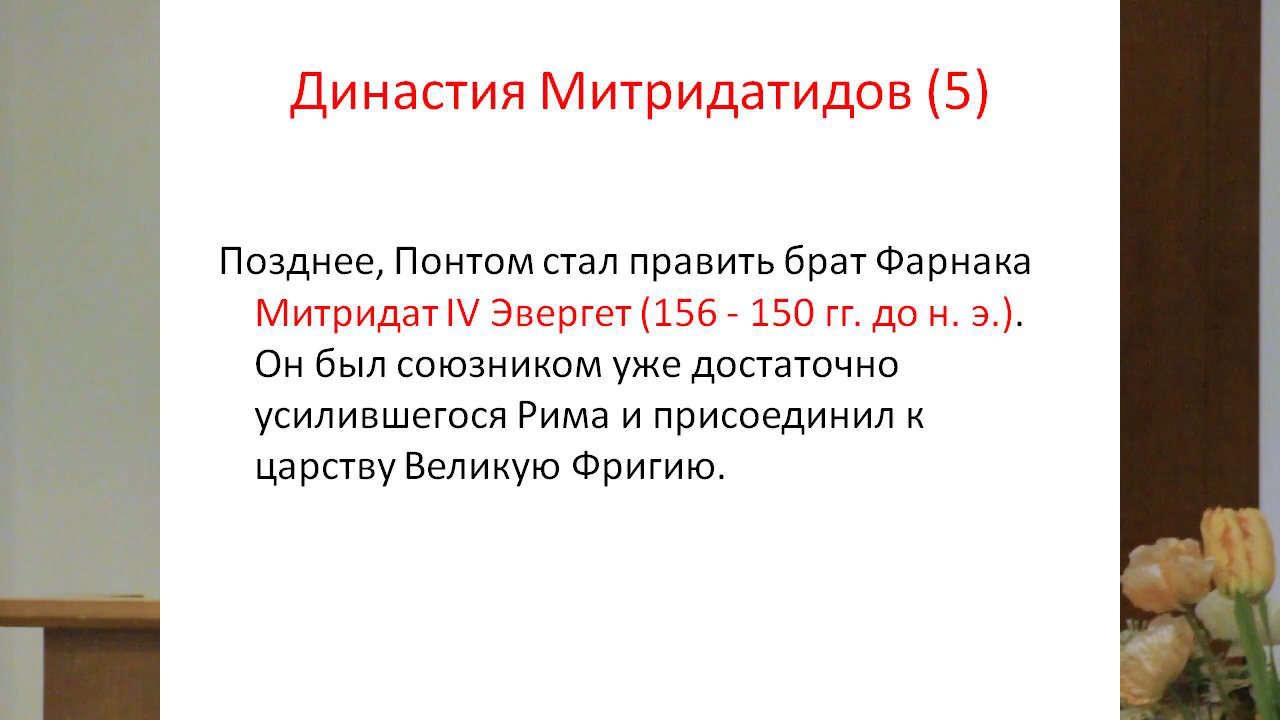 Династия Митридатидов (5)
Позднее, Понтом стал править брат Фарнака
Митридат IV Эвергет (156 - 150 гг. до н. э.).
Он был союзником уже достаточно
усилившегося Рима и присоединил к
царству Великую Фригию.